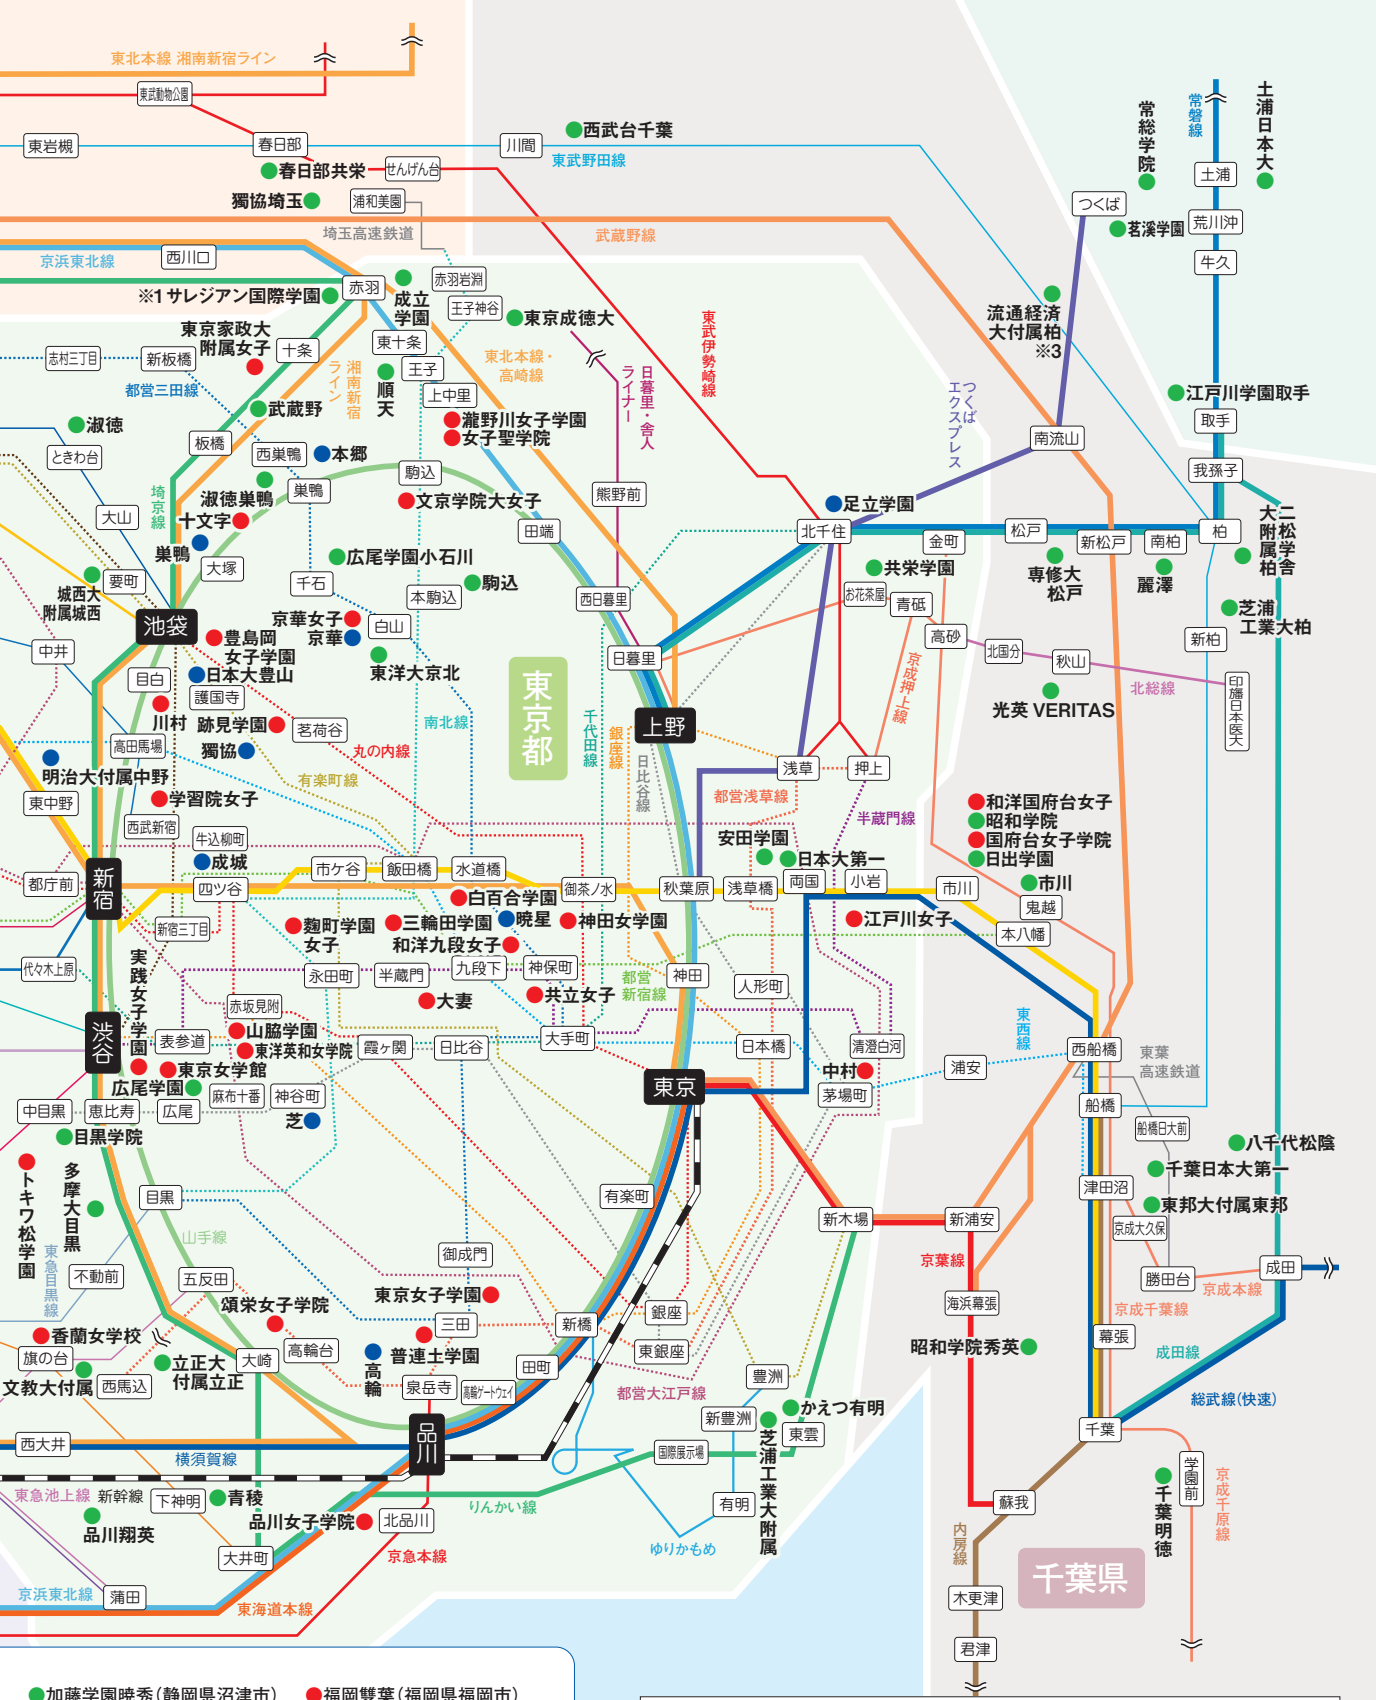 東北本線 湘南新宿ライン
東武動物公園
東岩槻
春日部
川間
西武台千葉
東武野田線
春日部共栄
せんげん台
獨協埼玉
浦和美園
埼玉高速鉄道
武蔵野線
京浜東北線
西川口
常磐線
常総学院
土浦日本大
土浦
つくば
茗溪学園
荒川沖
牛久
※1サレジアン国際学園
赤羽
成立
学園
赤羽岩淵
王子神谷
東京成徳大
流通経済
大付属柏
※3
東京家政大
附属女子
十条
東十条
王子
東北本線・
高崎線
東武伊勢崎線
志村三丁目
新板橋
都営三田線
湘南新宿
ライン
順天
上中里
日暮里・舎人
ライナー
つくば
エクスプレス
江戸川学園取手
取手
淑徳
武蔵野
瀧野川女子学園
女子聖学院
南流山
ときわ台
板橋
西巣鴨
本郷
駒込
我孫子
埼京線
淑徳巣鴨
巣鴨
文京学院大女子
熊野前
足立学園
大山
十文字
田端
北千住
金町
松戸
新松戸
南柏
柏
二松学舎
大附属柏
巣鴨
大塚
広尾学園小石川
共栄学園
専修大
松戸
麗澤
城西大
附属城西
要町
千石
本駒込
駒込
西日暮里
お花茶屋
青砥
芝浦
工業大柏
池袋
京華女子
京華
白山
高砂
新柏
中井
豊島岡
女子学園
東洋大京北
日暮里
北国分
秋山
北総線
印旛日本医大
目白
日本大豊山
護国寺
東京都
京成押上線
光英 VERITAS
川村
跡見学園
茗荷谷
南北線
千代田線
銀座線
上野
日比谷線
高田馬場
獨協
丸の内線
明治大付属中野
有楽町線
浅草
押上
東中野
学習院女子
都営浅草線
半蔵門線
和洋国府台女子
昭和学院
国府台女子学院
日出学園
西武新宿
牛込柳町
安田学園
日本大第一
成城
市ケ谷
飯田橋
水道橋
都庁前
新宿
四ツ谷
御茶ノ水
秋葉原
浅草橋
両国
小岩
市川
市川
鬼越
白百合学園
新宿三丁目
麴町学園
女子
三輪田学園
暁星
神田女学園
江戸川女子
本八幡
和洋九段女子
代々木上原
永田町
半蔵門
九段下
神保町
都営
新宿線
神田
人形町
実践女子学園
大妻
共立女子
渋谷
赤坂見附
山脇学園
表参道
東洋英和女学院
霞ケ関
日比谷
大手町
日本橋
清澄白河
東西線
西船橋
東葉
高速鉄道
東京女学館
広尾学園
麻布十番
神谷町
東京
中村
茅場町
浦安
中目黒
恵比寿
広尾
芝
船橋
船橋日大前
目黒学院
八千代松陰
トキワ松学園
多摩大目黒
千葉日本大第一
津田沼
東邦大付属東邦
目黒
有楽町
新木場
新浦安
京成大久保
山手線
東急目黒線
不動前
五反田
御成門
京葉線
勝田台
成田
京成本線
東京女子学園
海浜幕張
京成千葉線
頌栄女子学院
三田
新橋
銀座
香蘭女学校
高輪台
高輪
普連土学園
東銀座
昭和学院秀英
幕張
成田線
旗の台
立正大
付属立正
大崎
文教大付属
西馬込
泉岳寺
高輪ゲートウェイ
田町
豊洲
総武線(快速)
都営大江戸線
かえつ有明
西大井
品川
新豊洲
芝浦工業大附属
東雲
千葉
横須賀線
国際展示場
学園前
京成千原線
東急池上線
新幹線
下神明
青稜
りんかい線
有明
蘇我
千葉明徳
品川翔英
品川女子学院
北品川
ゆりかもめ
内房線
大井町
京急本線
千葉県
京浜東北線
蒲田
東海道本線
木更津
君津
加藤学園暁秀(静岡県沼津市)
福岡雙葉(福岡県福岡市)